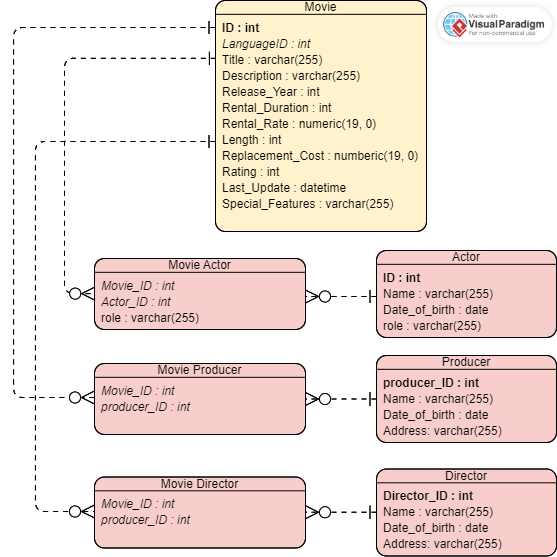 Movie
ID : int
LanguageID : int
Title : varchar(255)
Description : varchar(255)
Release_Year : int
Rental_Duration : int
Rental_Rate : numeric(19, 0)
Length : int
Replacement_Cost : numberic(19, 0)
Rating : int
Last_Update : datetime
Special_Features : varchar(255)
Made with
Visual Paradigm
For non-commercial use
Movie Actor
Movie_ID : int
Actor_ID : int
role : varchar(255)
Actor
ID : int
Name : varchar(255)
Date_of_birth : date
role : varchar(255)
Movie Producer
Movie_ID : int
producer_ID : int
Producer
producer_ID : int
Name : varchar(255)
Date_of_birth : date
Address: varchar(255)
Movie Director
Movie_ID : int
producer_ID : int
Director
Director_ID : int
Name : varchar(255)
Date_of_birth : date
Address: varchar(255)